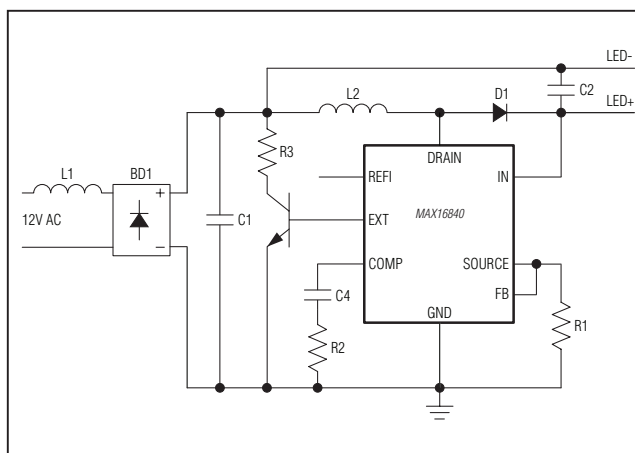 LED-
L2
D1
C2
LED+
R3
DRAIN
L1
BD1
REFI
IN
+
12V AC
C1
EXT
MAX16840
–
COMP
SOURCE
C4
FB
R1
GND
R2